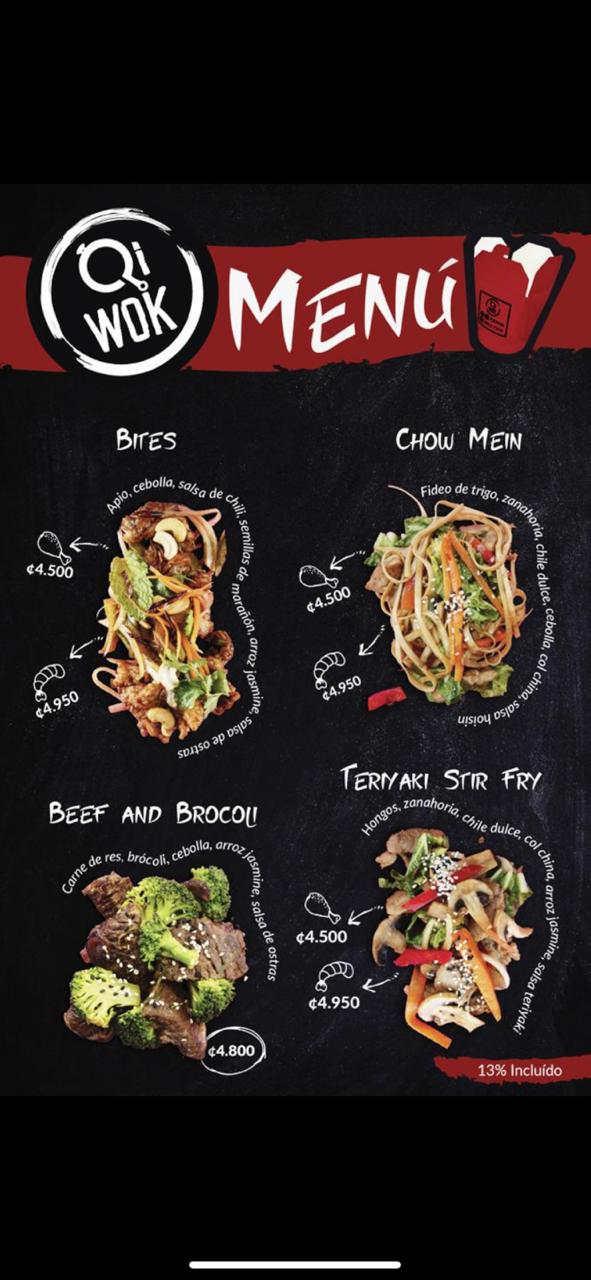 Qi
WOK
MENÚ
BITES
Apio, cebolla, salsa de chili, semillas de marañón, arroz jasmine, salsa de ostras
¢4.500
¢4.950
CHOW MEIN
Fideo de trigo, zanahoria, chile dulce, cebolla, col china, salsa hoisin
¢4.500
¢4.950
BEEF AND BROCOLI
Carne de res, brócoli, cebolla, arroz jasmine, salsa de ostras
¢4.800
TERIYAKI STIR FRY
Hongos, zanahoria, chile dulce, col china, arroz jasmine, salsa teriyaki
¢4.500
¢4.950
13% Incluído